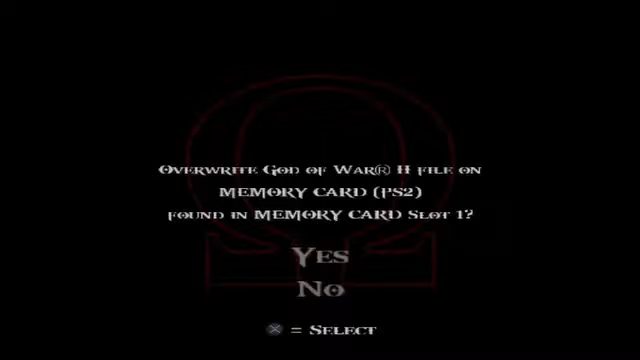 Overwrite God of War® II file on
MEMORY CARD (PS2)
found in MEMORY CARD Slot 1?
Yes
No
= Select